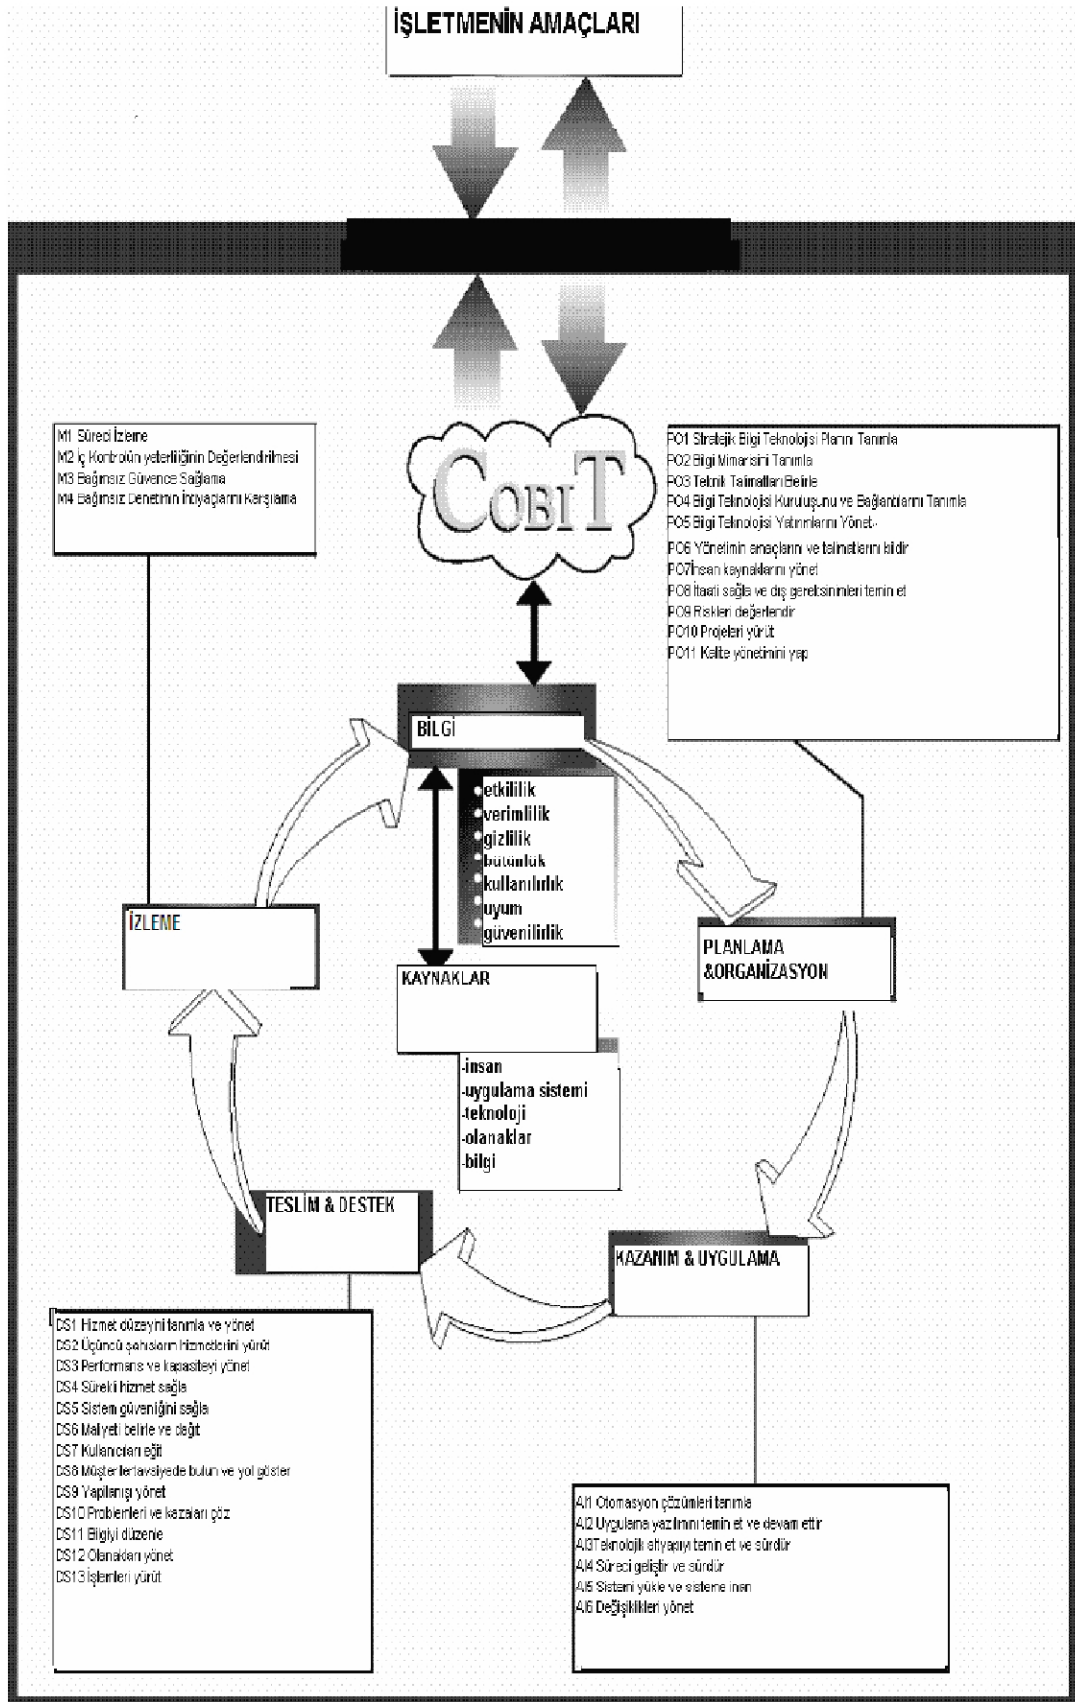 İŞLETMENİN AMAÇLARI
COBIT
M1 Süreci İzleme
M2 İç Kontrolün yeterliliğinin Değerlendirilmesi
M3 Bağımsız Güvence Sağlama
M4 Bağımsız Denetimin İhtiyaçlarını Karşılama
PO1 Stratejik Bilgi Teknolojisi Planını Tanımla
PO2 Bilgi Mimarisini Tanımla
PO3 Teknik Talimatları Belirle
PO4 Bilgi Teknolojisi Kuruluşunu ve Bağlantılarını Tanımla
PO5 Bilgi Teknolojisi Yatırımlarını Yönet
PO6 Yönetimin amaçlarını ve talimatlarını bildir
PO7İnsan kaynaklarını yönet
PO8 İtaati sağla ve dış gereksinimleri temin et
PO9 Riskleri değerlendir
PO10 Projeleri yürüt
PO11 Kalite yönetimini yap
BİLGİ
etkililik
verimlilik
gizlilik
bütünlük
kullanılırlık
uyum
güvenilirlik
İZLEME
PLANLAMA
&ORGANİZASYON
KAYNAKLAR
-insan
-uygulama sistemi
-teknoloji
-olanaklar
-bilgi
TESLİM & DESTEK
KAZANIM & UYGULAMA
DS1 Hizmet düzeyini tanımla ve yönet
DS2 Üçüncü şahısların hizmetlerini yürüt
DS3 Performans ve kapasiteyi yönet
DS4 Sürekli hizmet sağla
DS5 Sistem güveniğini sağla
DS6 Maliyeti belirle ve dağıt
DS7 Kullanıcıları eğit
DS8 Müşterilertavsiyede bulun ve yol göster
DS9 Yapılanışı yönet
DS10 Problemleri ve kazaları çöz
DS11 Bilgiyi düzenle
DS12 Olanakları yönet
DS13 İşlemleri yürüt
AI1 Otomasyon çözümleri tanımla
AI2 Uygulama yazılımını temin et ve devam ettir
AI3Teknolojik altyapıyı temin et ve sürdür
AI4 Süreci geliştir ve sürdür
AI5 Sistemi yükle ve sisteme inan
AI6 Değişiklikleri yönet